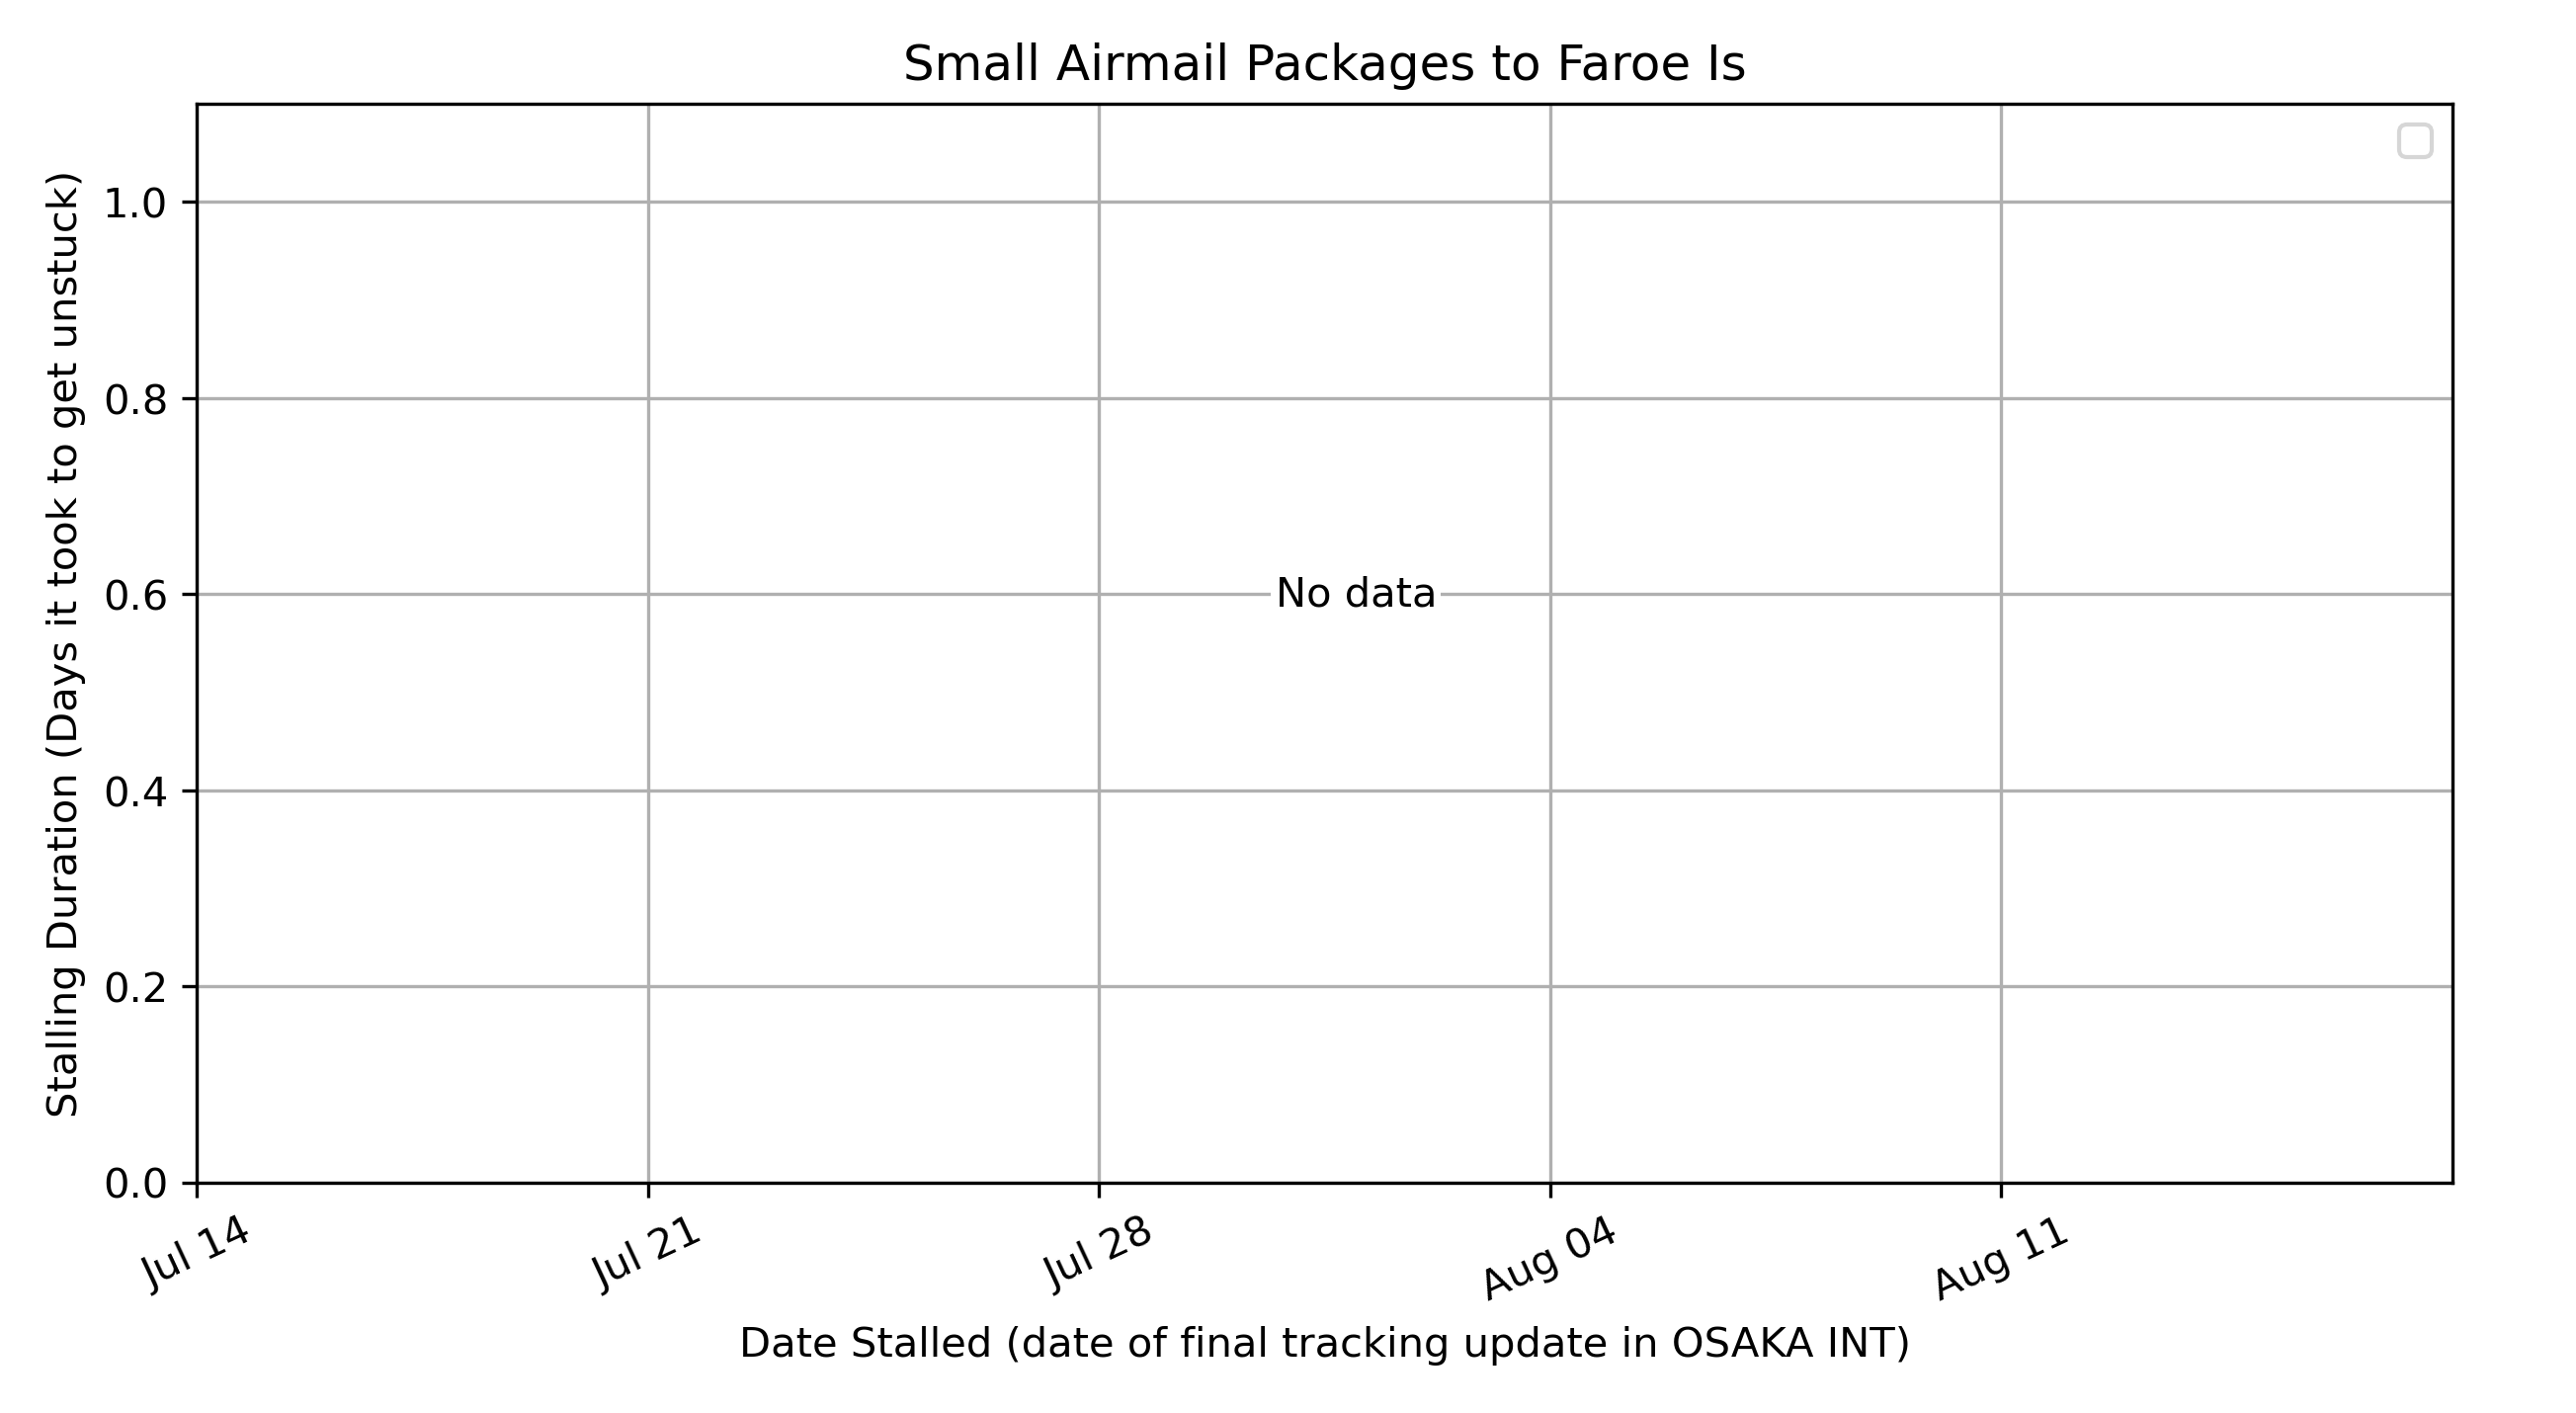 Small Airmail Packages to Faroe Is
Stalling Duration (Days it took to get unstuck)
1.0
0.8
0.6
0.4
0.2
0.0
No data
Jul 14
Jul 21
Jul 28
Aug 04
Aug 11
Date Stalled (date of final tracking update in OSAKA INT)